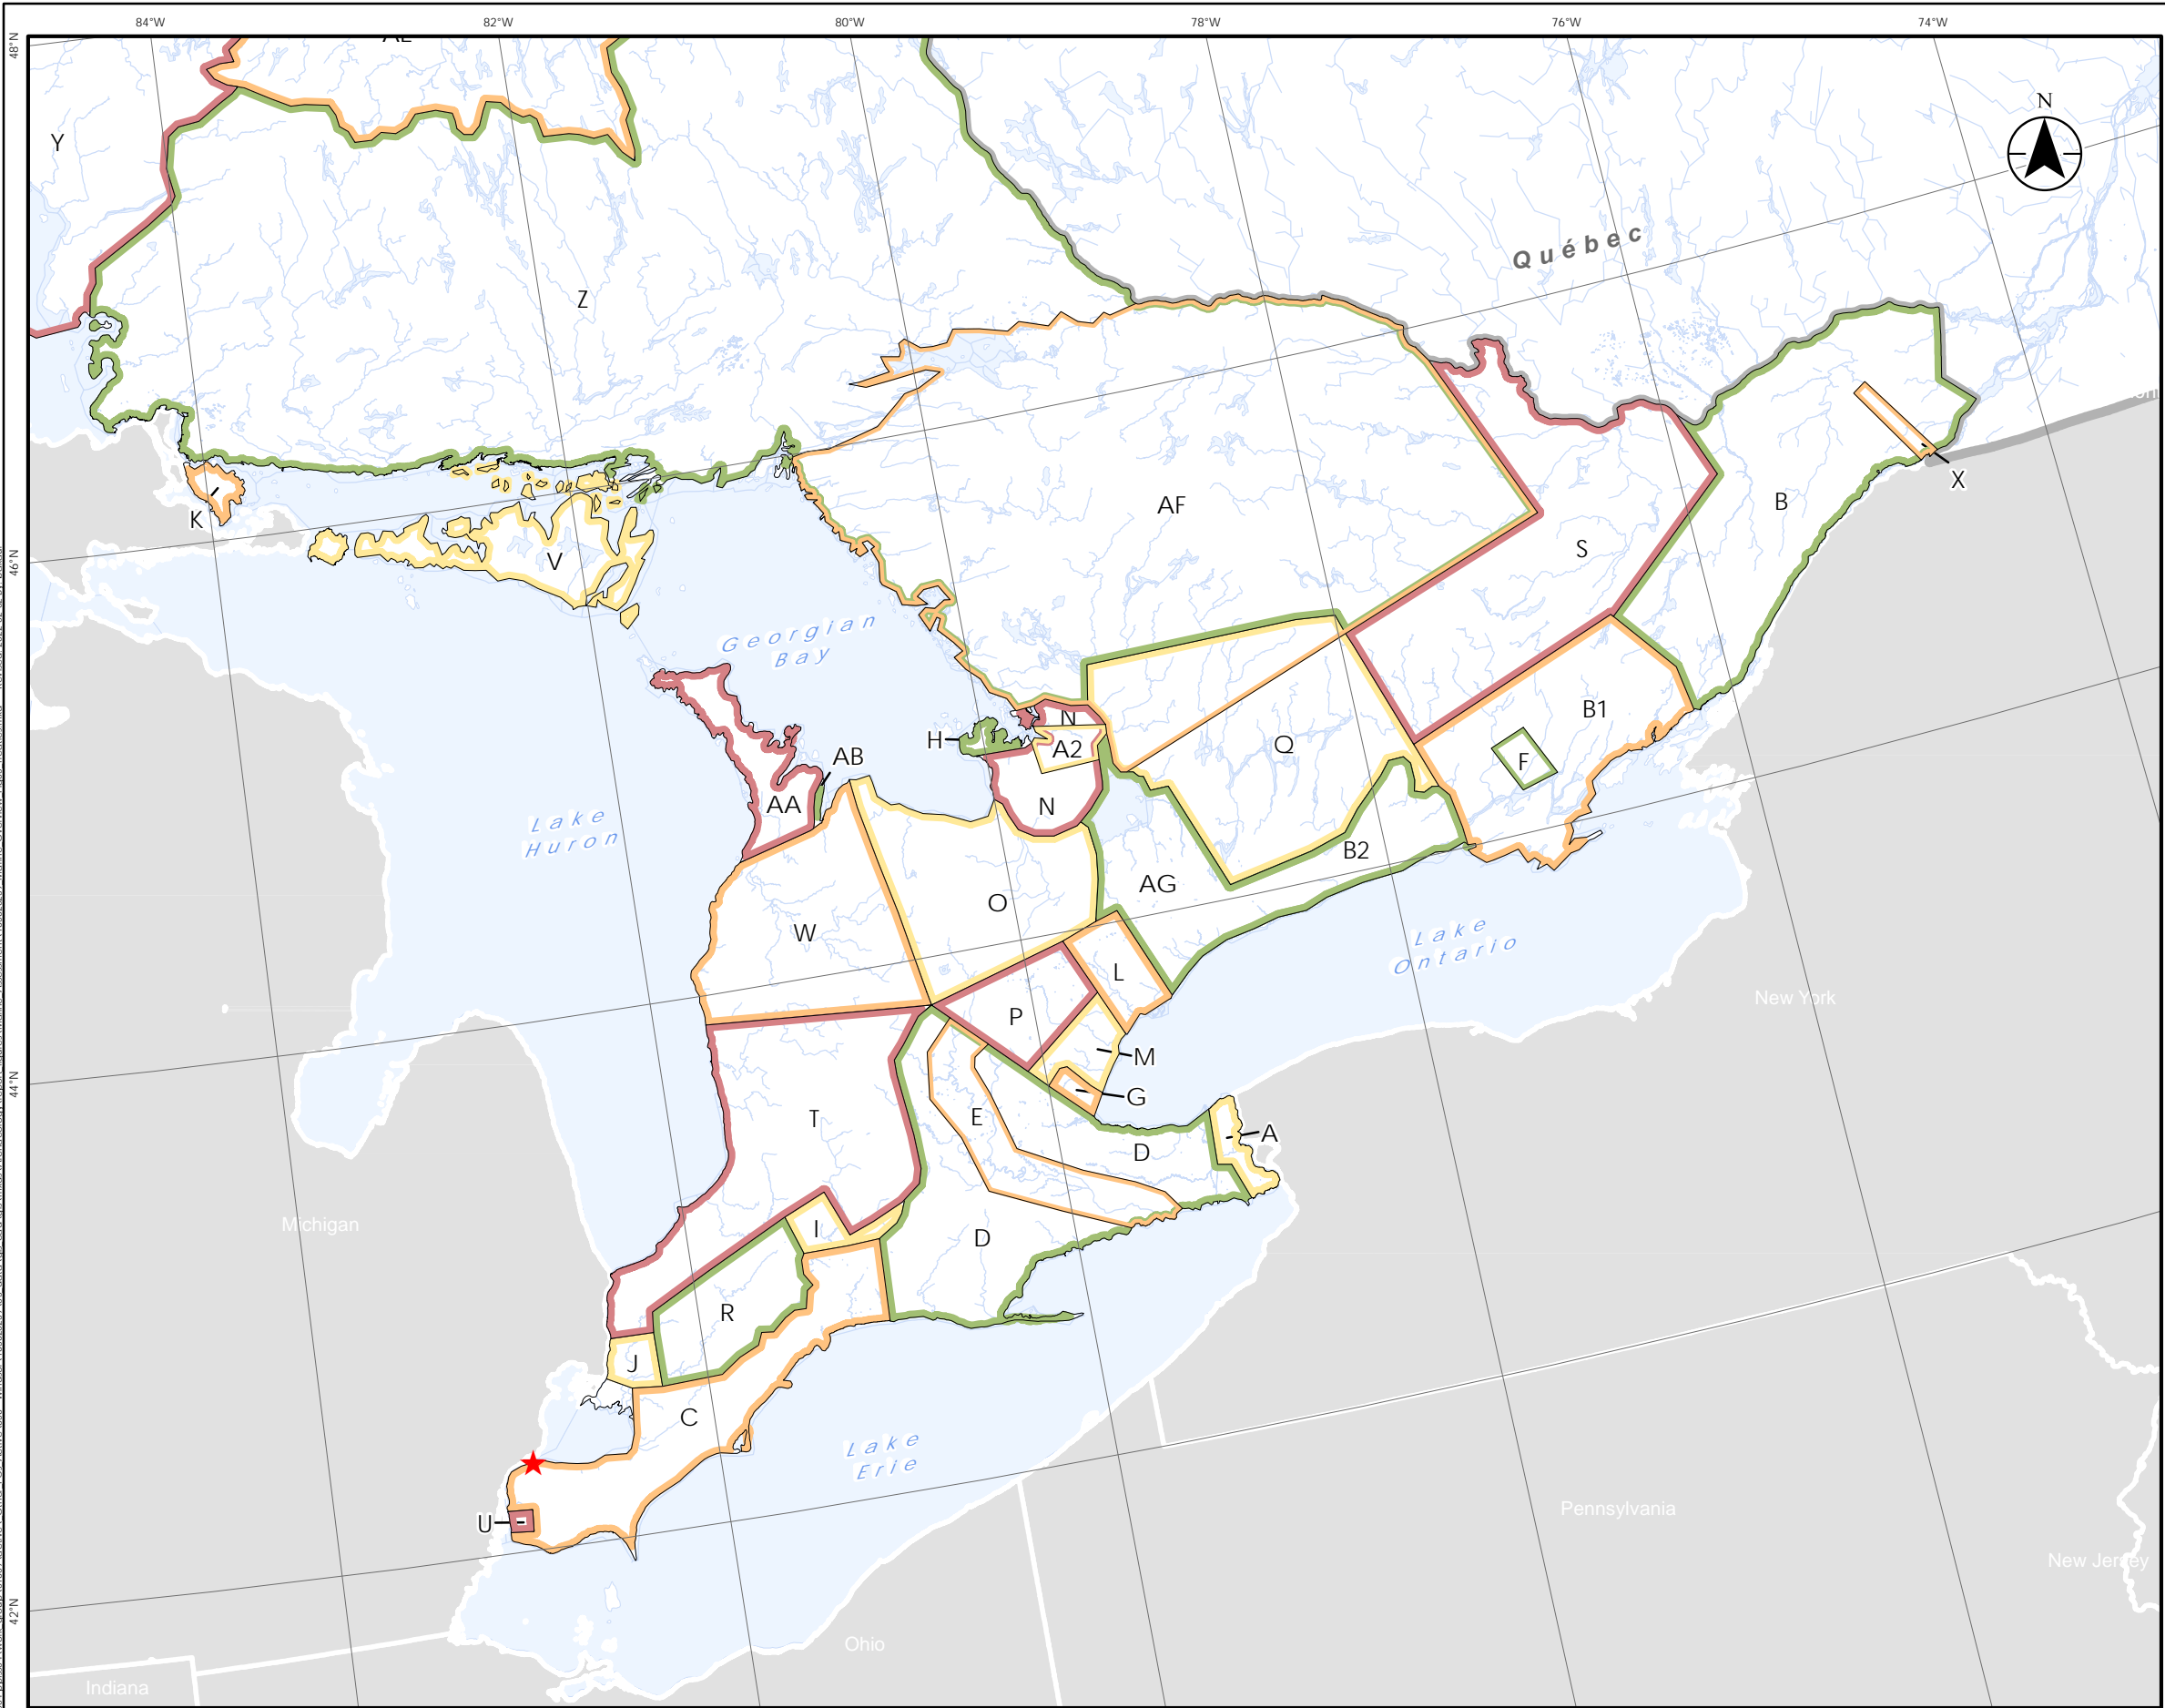 84°W
82°W
80°W
78°W
76°W
74°W
48°N
N
Y
Québec
Z
AF
B
X
K
S
46°N
V
Georgian
Bay
N
B1
H
A2
Q
F
AB
AA
N
Lake
Huron
B2
AG
O
W
Lake
Ontario
L
New York
P
M
44°N
G
E
T
A
D
Michigan
I
D
R
J
C
Lake
Erie
U
Pennsylvania
New Jersey
42°N
Ohio
Indiana